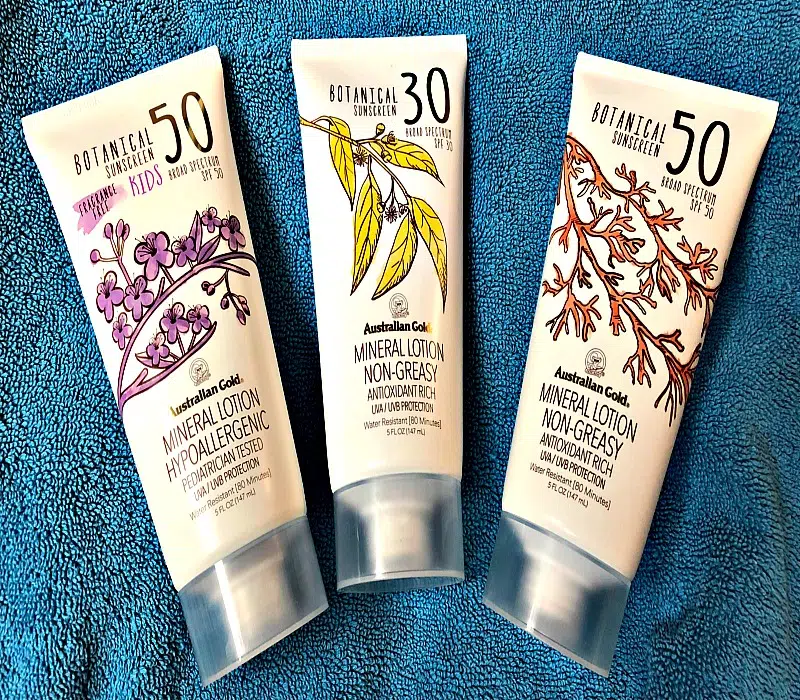 BOTANICAL 50
SUNSCREEN
KIDS
BROAD SPECTRUM
SPF 50
FRAGRANCE
FREE
Australian Gold®
MINERAL LOTION
HYPOALLERGENIC
PEDIATRICIAN TESTED
UVA / UVB PROTECTION
Water Resistant [80 Minutes]
5 FL OZ (147 mL)
BOTANICAL 30
SUNSCREEN
BROAD SPECTRUM
SPF 30
Australian Gold
MINERAL LOTION
NON-GREASY
ANTIOXIDANT RICH
UVA / UVB PROTECTION
Water Resistant [80 Minutes]
5 FL OZ (147 mL)
BOTANICAL 50
SUNSCREEN
BROAD SPECTRUM
SPF 50
Australian Gold®
MINERAL LOTION
NON-GREASY
ANTIOXIDANT RICH
UVA / UVB PROTECTION
Water Resistant [80 Minutes]
5 FL OZ (147 mL)